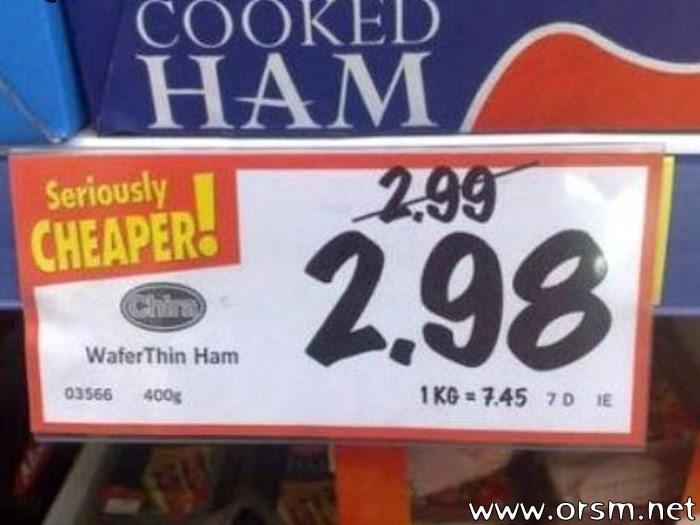 COOKED
HAM
Seriously
CHEAPER!
2.99
2.98
Chira
WaferThin Ham
03566 400g
1 KG = 7.45 7 D IE
www.orsm.net